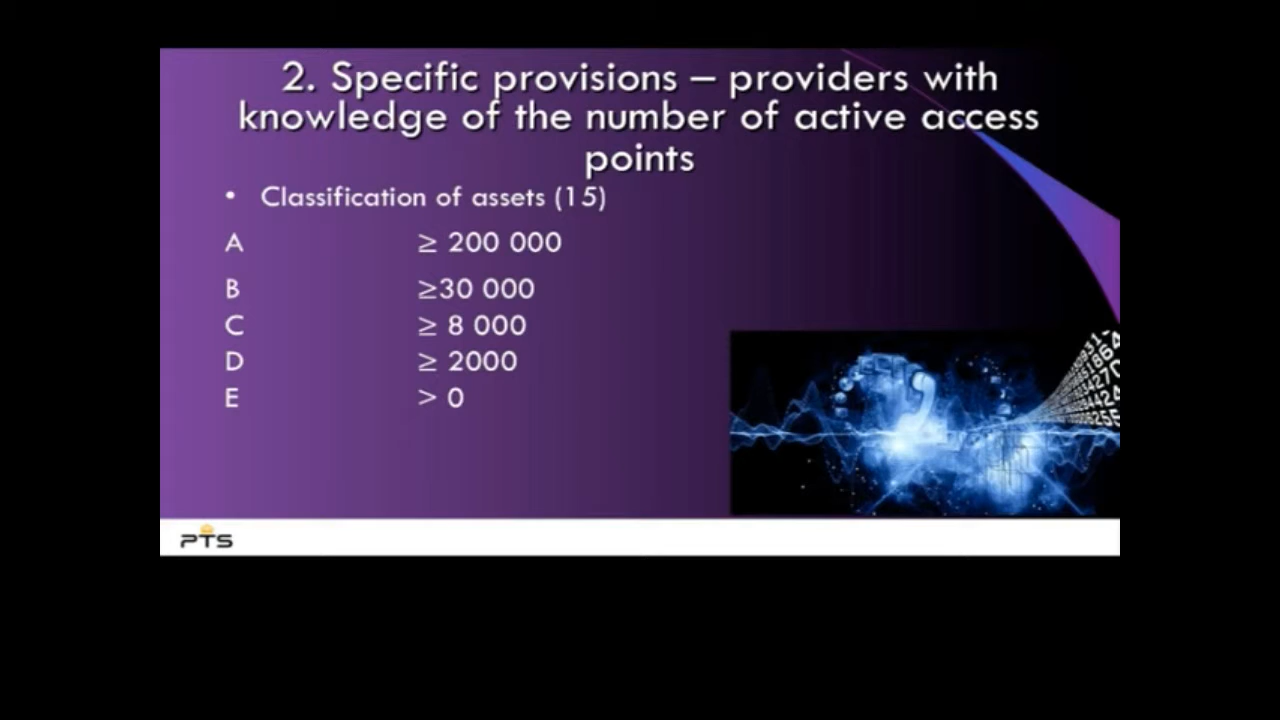 2. Specific provisions – providers with
knowledge of the number of active access
points
• Classification of assets (15)
A ≥ 200 000
B ≥30 000
C ≥ 8 000
D ≥ 2000
E > 0
PTS